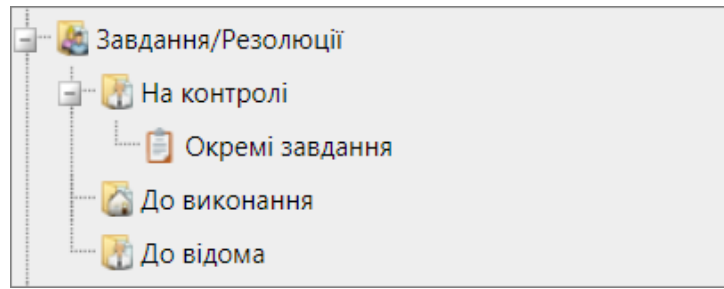 Завдання/Резолюції
На контролі
Окремі завдання
До виконання
До відома